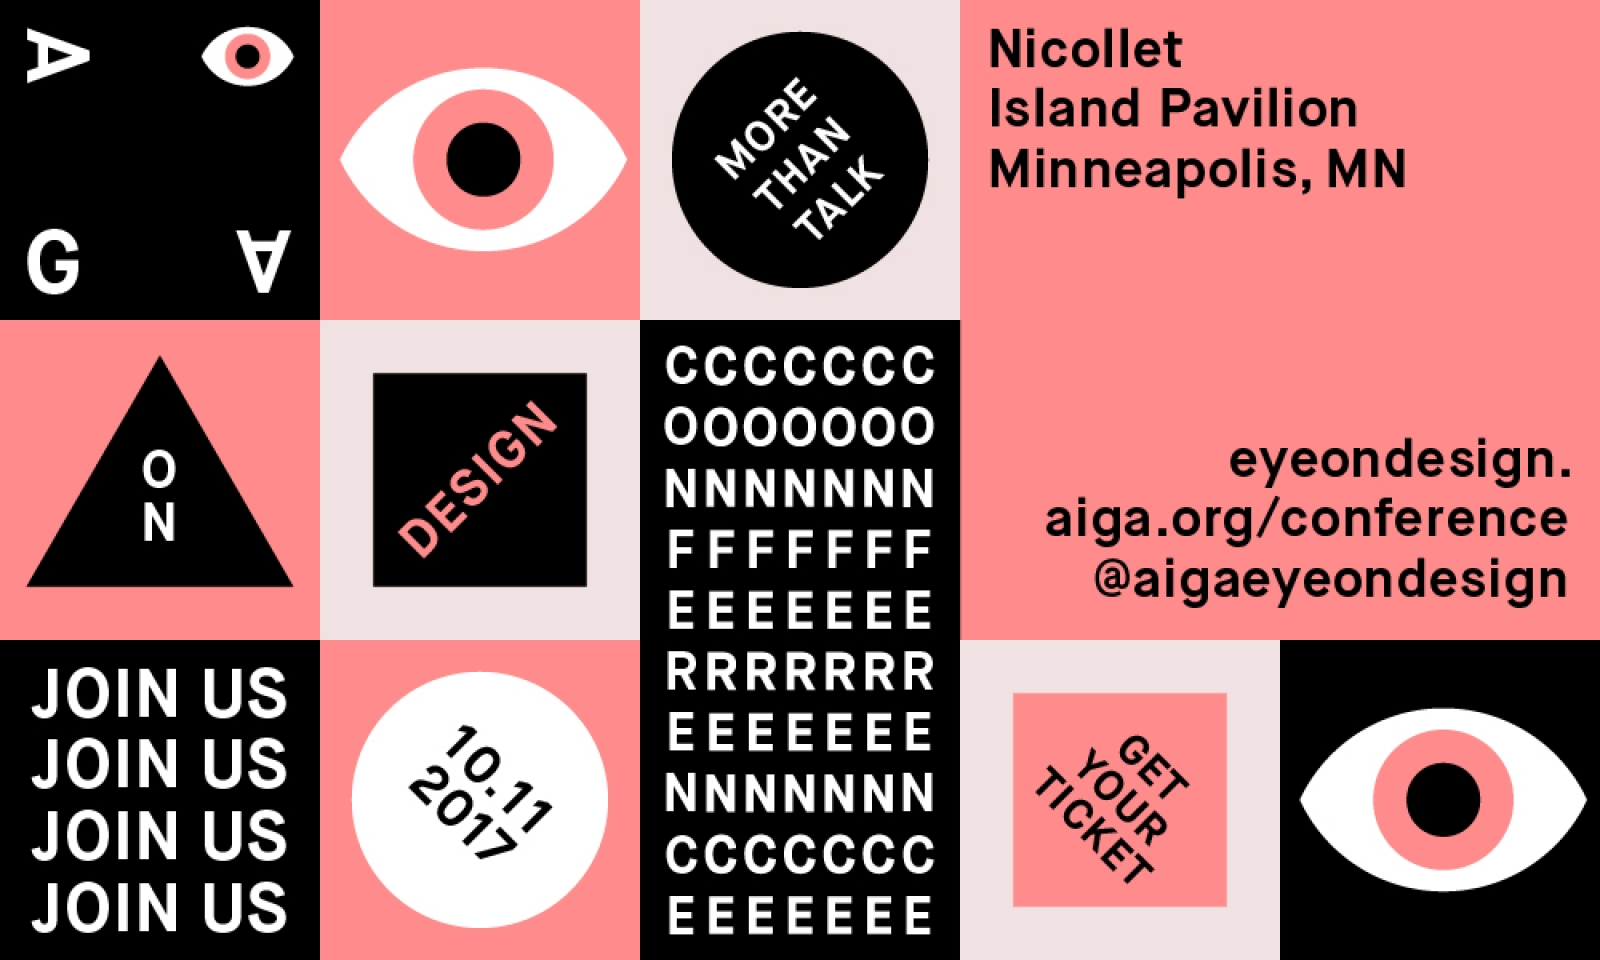 A
G A
MORE
THAN
TALK
Nicollet
Island Pavilion
Minneapolis, MN
O
N
DESIGN
CCCCCCC
OOOOOOO
NNNNNNN
FFFFFFF
EEEEEEE
RRRRRRR
EEEEEEE
NNNNNNN
CCCCCCC
EEEEEEE
eyeondesign.
aiga.org/conference
@aigaeyeondesign
JOIN US
JOIN US
JOIN US
JOIN US
10.11
2017
GET
YOUR
TICKET